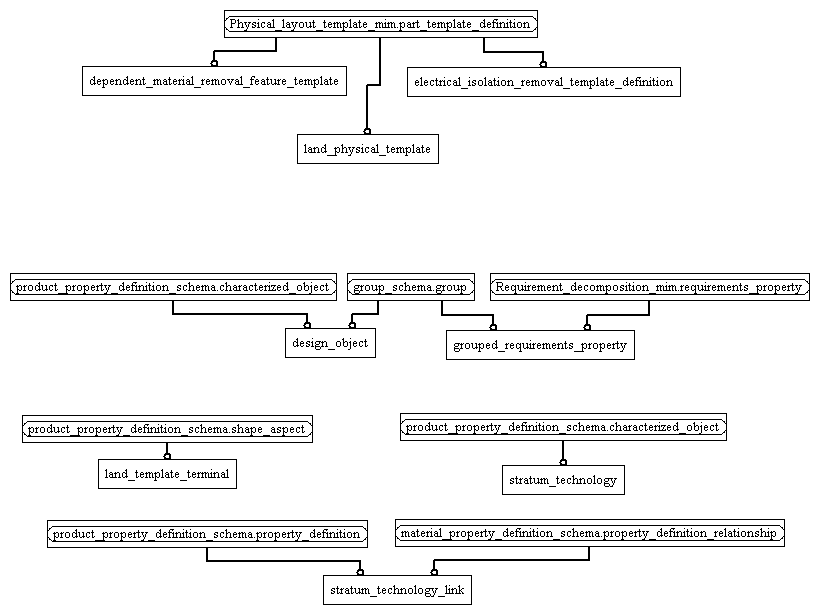 Physical_layout_template_mim.part_template_definition
dependent_material_removal_feature_template
electrical_isolation_removal_template_definition
land_physical_template
product_property_definition_schema.characterized_object
group_schema.group
Requirement_decomposition_mim.requirements_property
design_object
grouped_requirements_property
product_property_definition_schema.shape_aspect
product_property_definition_schema.characterized_object
land_template_terminal
stratum_technology
product_property_definition_schema.property_definition
material_property_definition_schema.property_definition_relationship
stratum_technology_link